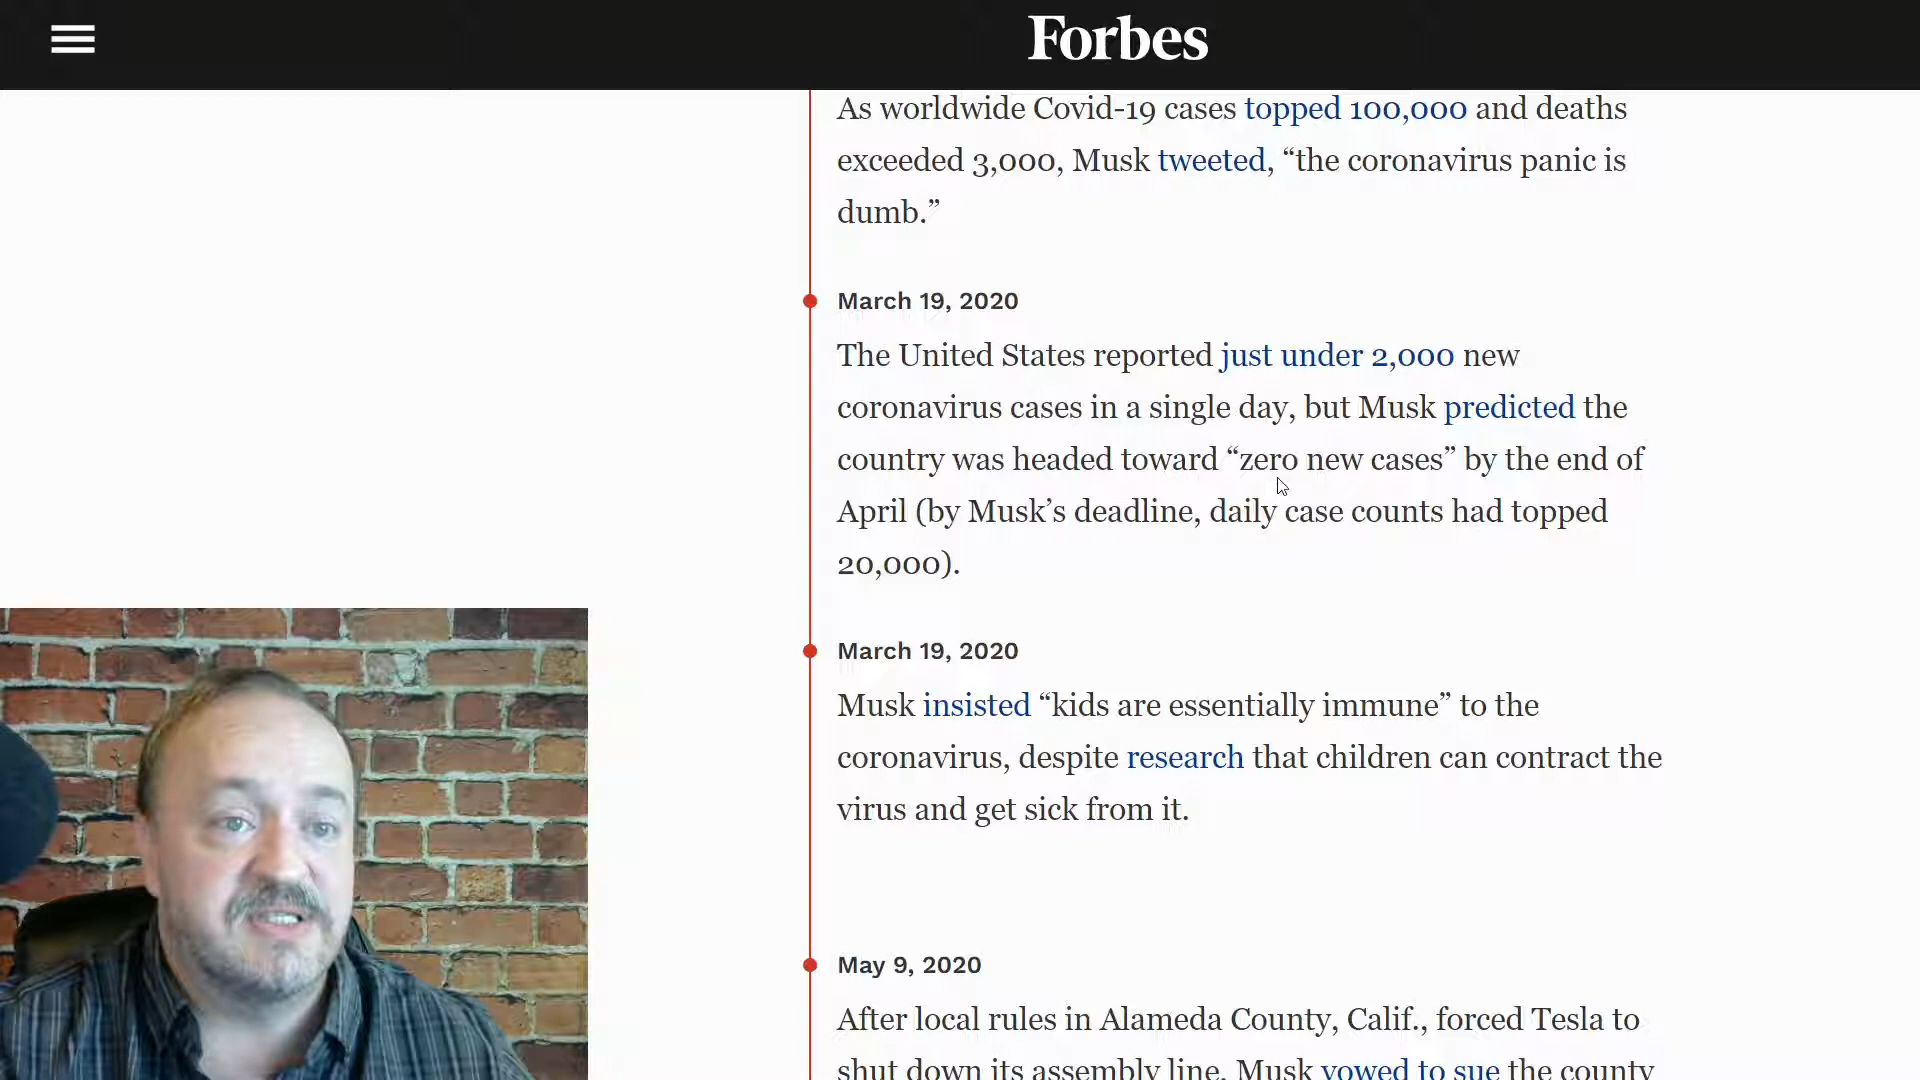 Forbes
As worldwide Covid-19 cases topped 100,000 and deaths
exceeded 3,000, Musk tweeted, “the coronavirus panic is
dumb.”
March 19, 2020
The United States reported just under 2,000 new
coronavirus cases in a single day, but Musk predicted the
country was headed toward “zero new cases” by the end of
April (by Musk’s deadline, daily case counts had topped
20,000).
March 19, 2020
Musk insisted “kids are essentially immune” to the
coronavirus, despite research that children can contract the
virus and get sick from it.
May 9, 2020
After local rules in Alameda County, Calif., forced Tesla to
shut down its assembly line, Musk vowed to sue the county